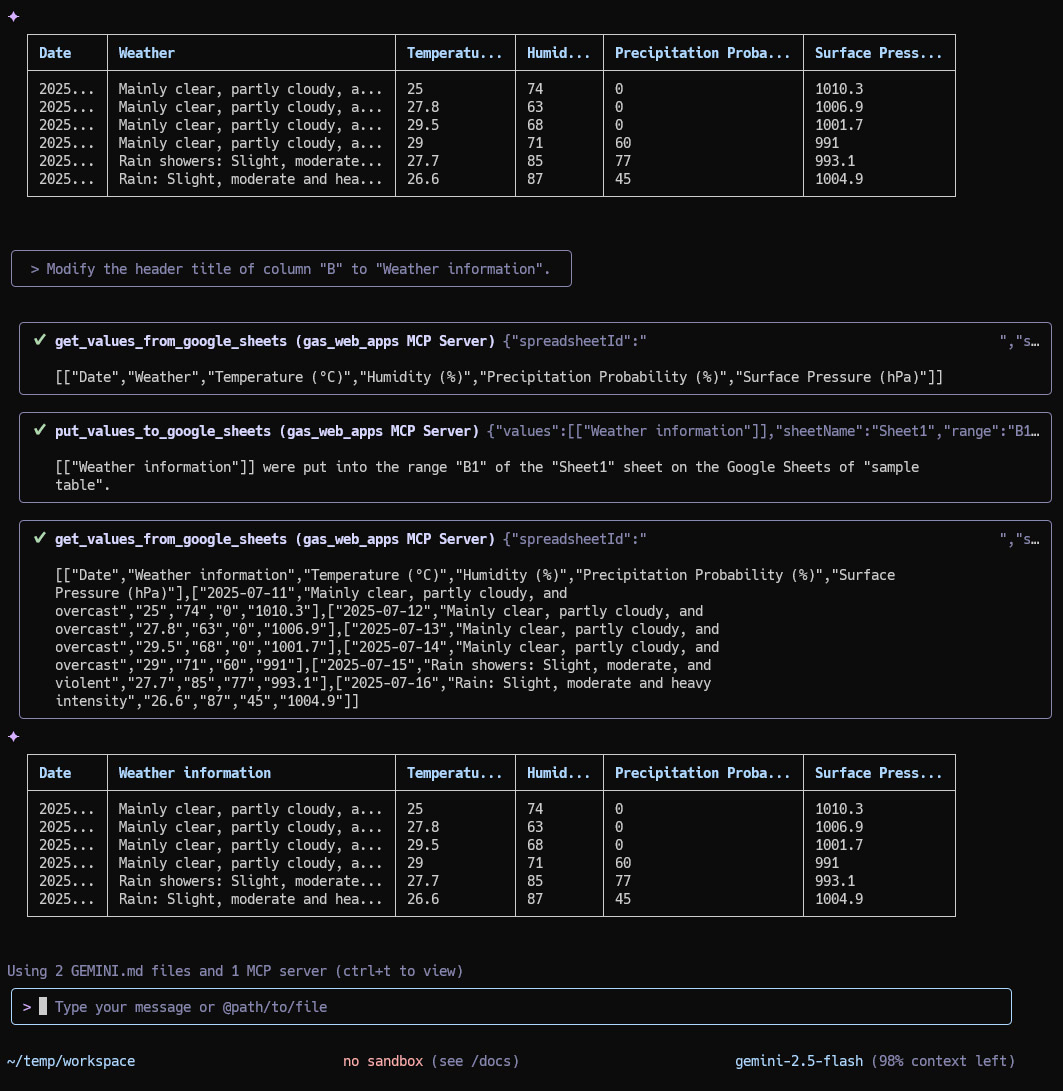 ✦
Date Weather Temperatu... Humid... Precipitation Proba... Surface Press...
2025... Mainly clear, partly cloudy, a... 25 74 0 1010.3
2025... Mainly clear, partly cloudy, a... 27.8 63 0 1006.9
2025... Mainly clear, partly cloudy, a... 29.5 68 0 1001.7
2025... Mainly clear, partly cloudy, a... 29 71 60 991
2025... Rain showers: Slight, moderate... 27.7 85 77 993.1
2025... Rain: Slight, moderate and hea... 26.6 87 45 1004.9
> Modify the header title of column "B" to "Weather information".
✔ get_values_from_google_sheets (gas_web_apps MCP Server) {"spreadsheetId":" ","s…
[["Date","Weather","Temperature (°C)","Humidity (%)","Precipitation Probability (%)","Surface Pressure (hPa)"]]
✔ put_values_to_google_sheets (gas_web_apps MCP Server) {"values":[["Weather information"]],"sheetName":"Sheet1","range":"B1…
[["Weather information"]] were put into the range "B1" of the "Sheet1" sheet on the Google Sheets of "sample
table".
✔ get_values_from_google_sheets (gas_web_apps MCP Server) {"spreadsheetId":" ","s…
[["Date","Weather information","Temperature (°C)","Humidity (%)","Precipitation Probability (%)","Surface
Pressure (hPa)"],["2025-07-11","Mainly clear, partly cloudy, and
overcast","25","74","0","1010.3"],["2025-07-12","Mainly clear, partly cloudy, and
overcast","27.8","63","0","1006.9"],["2025-07-13","Mainly clear, partly cloudy, and
overcast","29.5","68","0","1001.7"],["2025-07-14","Mainly clear, partly cloudy, and
overcast","29","71","60","991"],["2025-07-15","Rain showers: Slight, moderate, and
violent","27.7","85","77","993.1"],["2025-07-16","Rain: Slight, moderate and heavy
intensity","26.6","87","45","1004.9"]]
✦
Date Weather information Temperatu... Humid... Precipitation Proba... Surface Press...
2025... Mainly clear, partly cloudy, a... 25 74 0 1010.3
2025... Mainly clear, partly cloudy, a... 27.8 63 0 1006.9
2025... Mainly clear, partly cloudy, a... 29.5 68 0 1001.7
2025... Mainly clear, partly cloudy, a... 29 71 60 991
2025... Rain showers: Slight, moderate... 27.7 85 77 993.1
2025... Rain: Slight, moderate and hea... 26.6 87 45 1004.9
Using 2 GEMINI.md files and 1 MCP server (ctrl+t to view)
> Type your message or @path/to/file
~/temp/workspace no sandbox (see /docs) gemini-2.5-flash (98% context left)